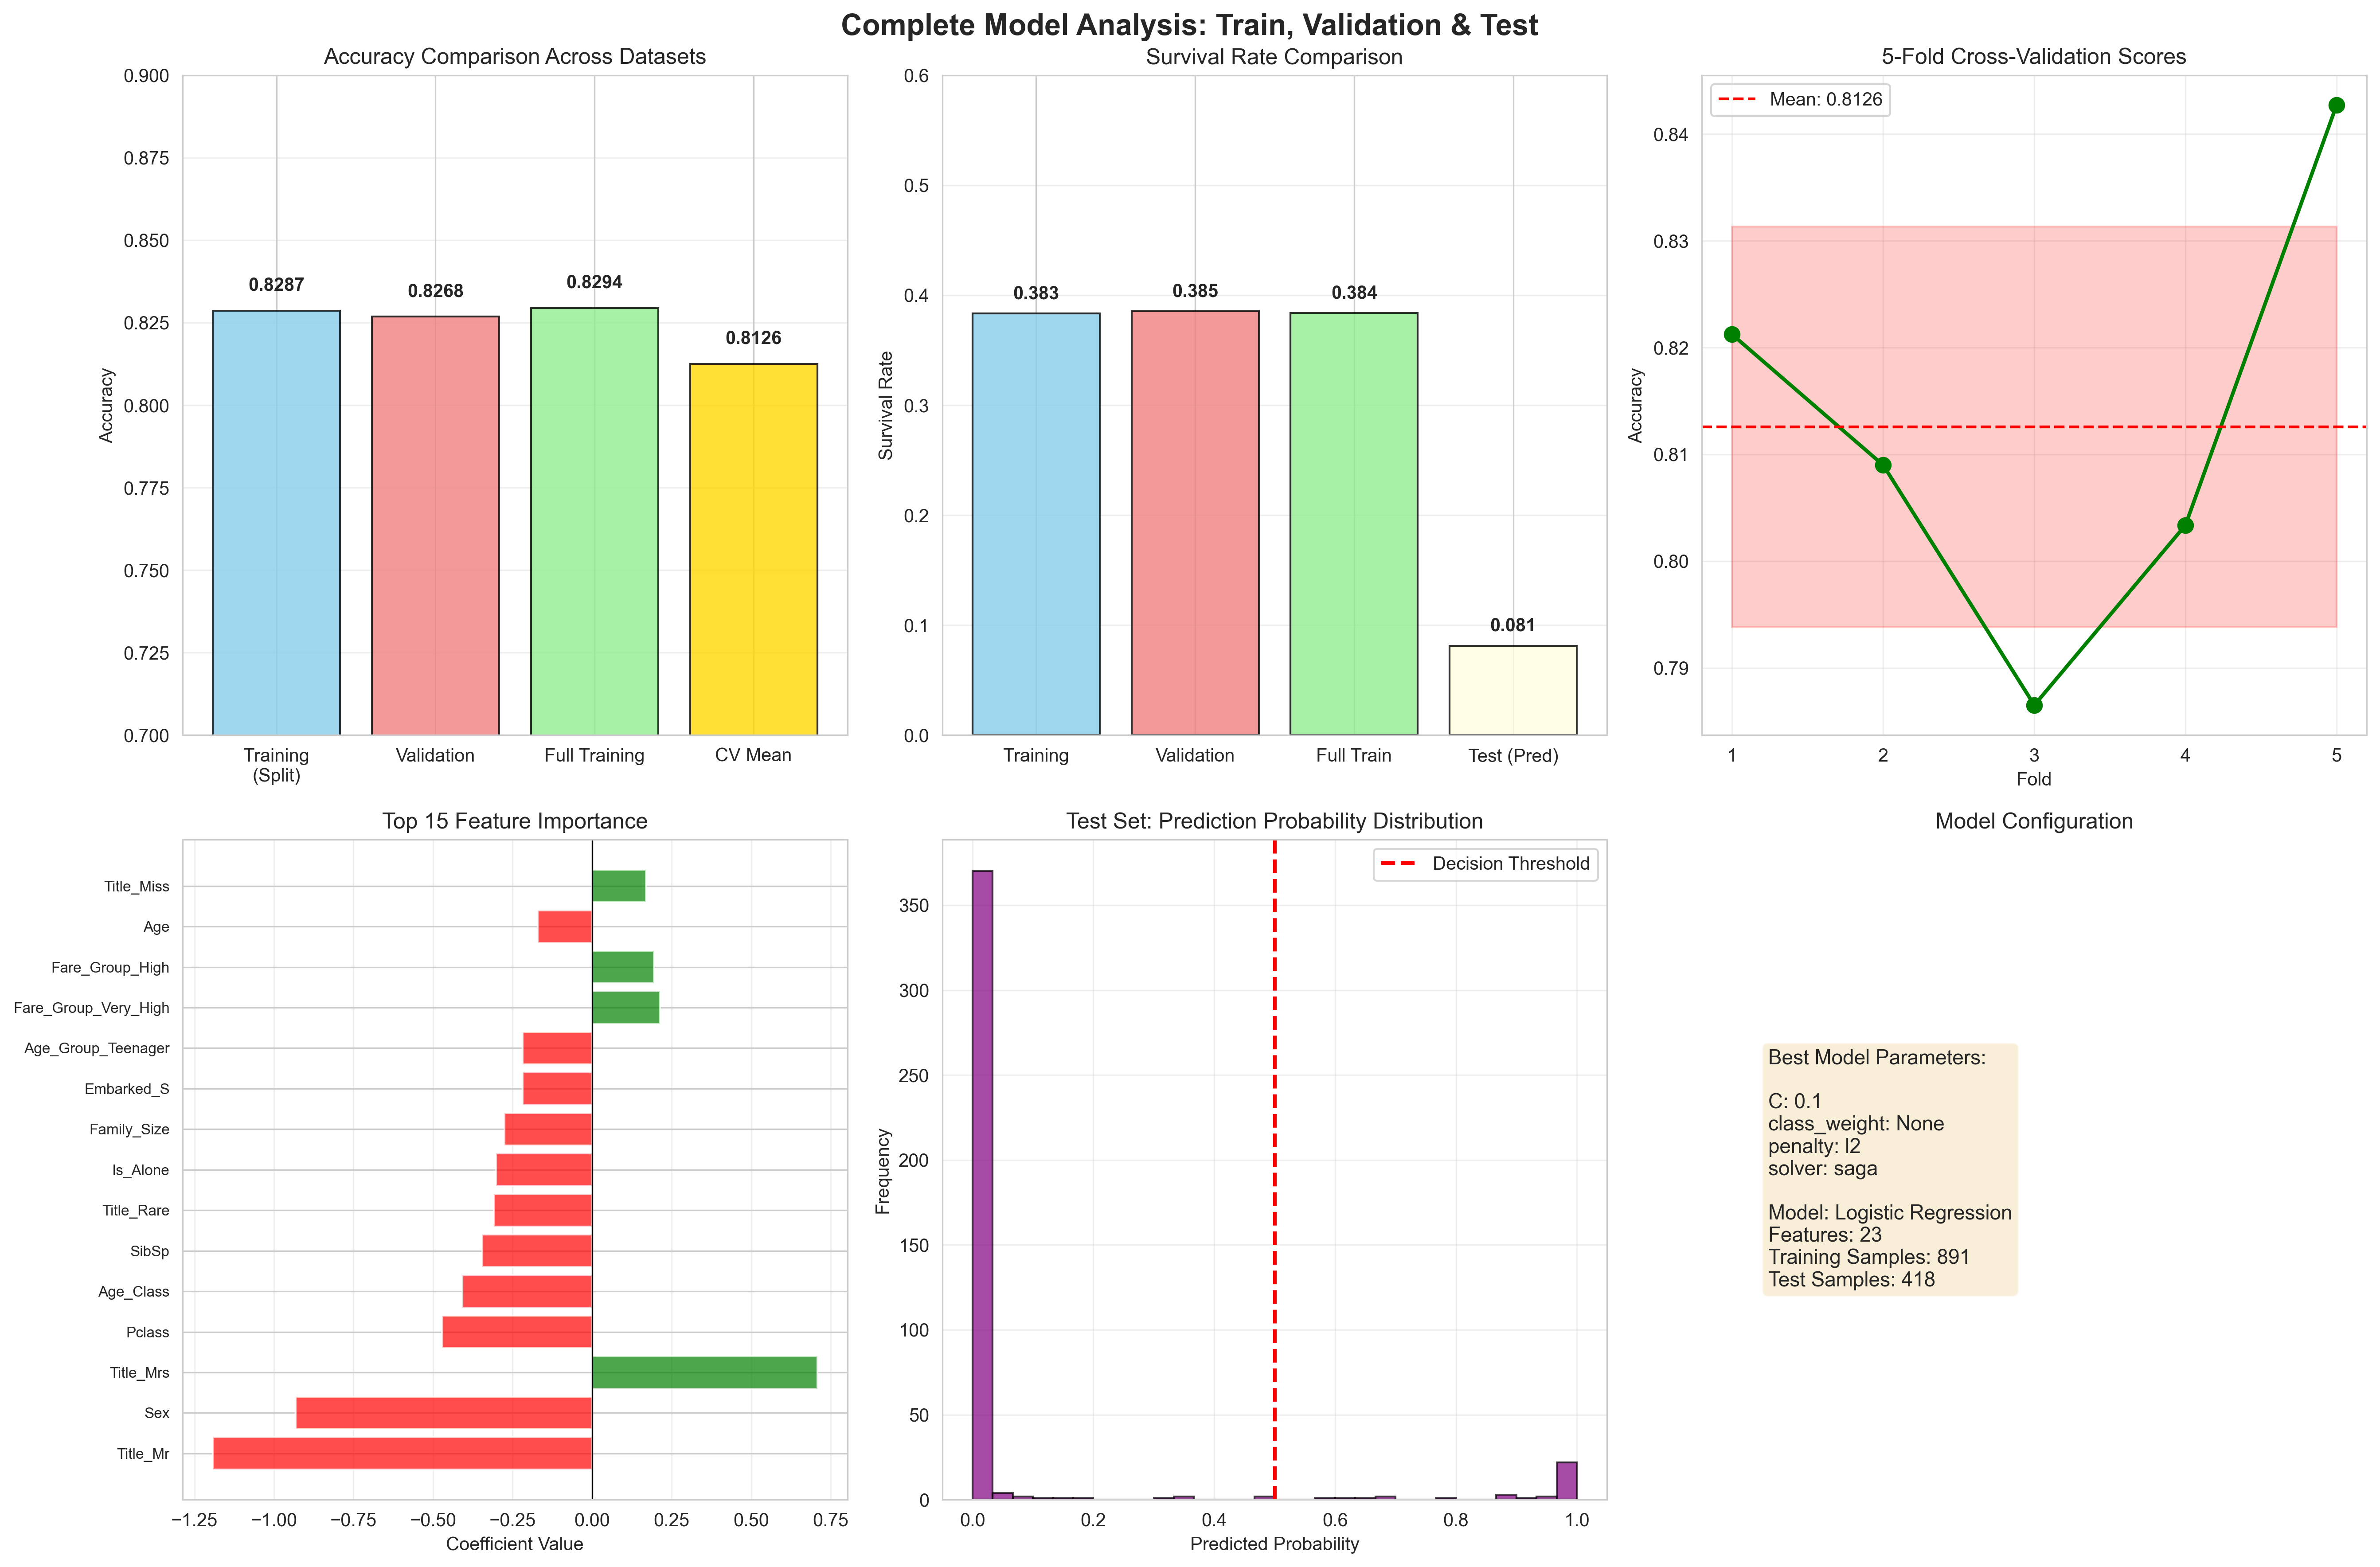 Complete Model Analysis: Train, Validation & Test
Accuracy Comparison Across Datasets
0.900
0.875
0.850
0.825
0.800
0.775
0.750
0.725
0.700
Accuracy
0.8287
0.8268
0.8294
0.8126
Training
(Split)
Validation
Full Training
CV Mean
Survival Rate Comparison
0.6
0.5
0.4
0.3
0.2
0.1
0.0
Survival Rate
0.383
0.385
0.384
0.081
Training
Validation
Full Train
Test (Pred)
5-Fold Cross-Validation Scores
Mean: 0.8126
0.84
0.83
0.82
0.81
0.80
0.79
Accuracy
1
2
3
4
5
Fold
Top 15 Feature Importance
Title_Miss
Age
Fare_Group_High
Fare_Group_Very_High
Age_Group_Teenager
Embarked_S
Family_Size
Is_Alone
Title_Rare
SibSp
Age_Class
Pclass
Title_Mrs
Sex
Title_Mr
−1.25
−1.00
−0.75
−0.50
−0.25
0.00
0.25
0.50
0.75
Coefficient Value
Test Set: Prediction Probability Distribution
Decision Threshold
350
300
250
200
150
100
50
0
Frequency
0.0
0.2
0.4
0.6
0.8
1.0
Predicted Probability
Model Configuration
Best Model Parameters:
C: 0.1
class_weight: None
penalty: l2
solver: saga
Model: Logistic Regression
Features: 23
Training Samples: 891
Test Samples: 418